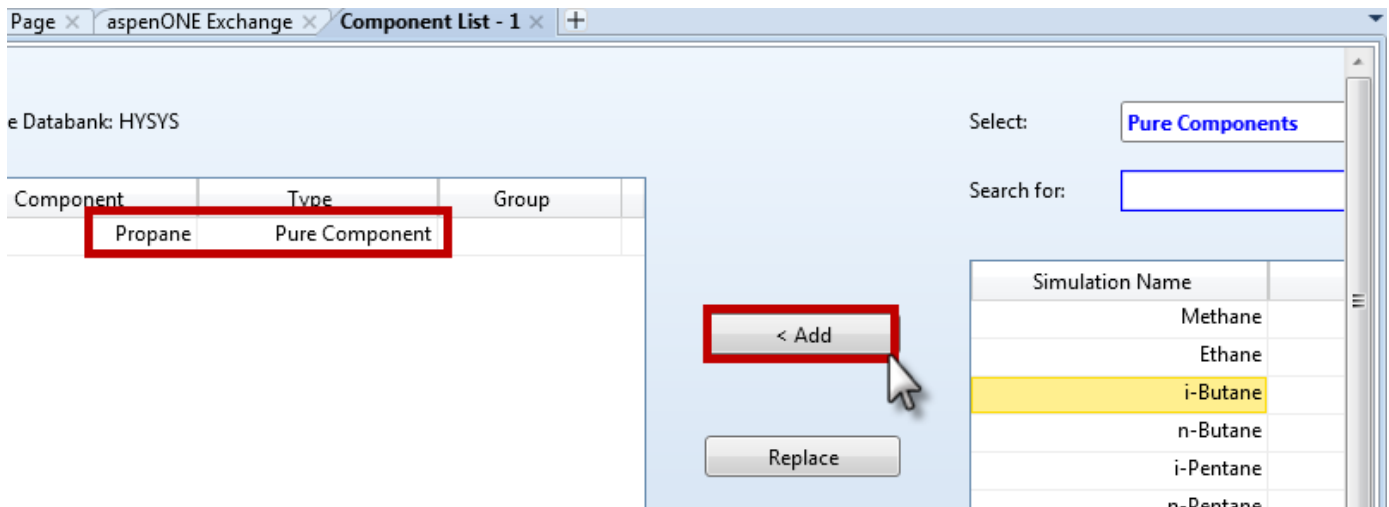 Page aspenONE Exchange Component List - 1
e Databank: HYSYS
Select: Pure Components
Search for:
Component Type Group
Propane Pure Component
Simulation Name
Methane
< Add
Ethane
i-Butane
n-Butane
Replace
i-Pentane
n-Pentane